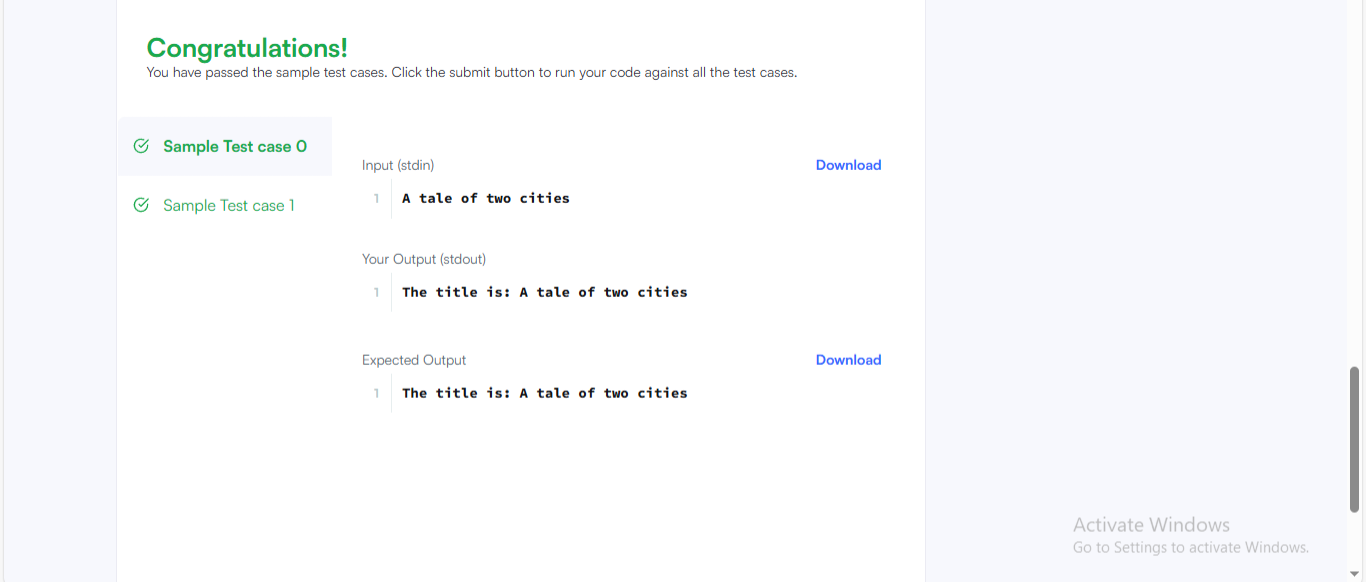 Congratulations!
You have passed the sample test cases. Click the submit button to run your code against all the test cases.
Sample Test case 0
Sample Test case 1
Input (stdin)
Download
1
A tale of two cities
Your Output (stdout)
1
The title is: A tale of two cities
Expected Output
Download
1
The title is: A tale of two cities
Activate Windows
Go to Settings to activate Windows.